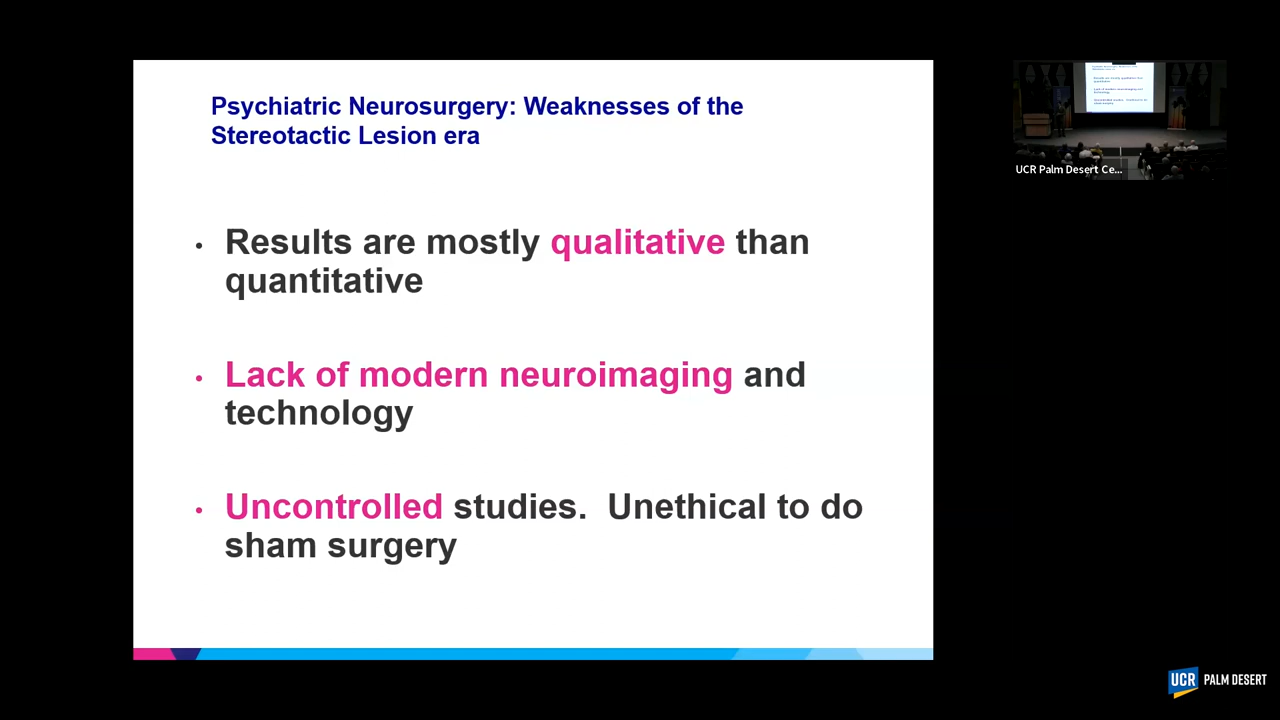 Psychiatric Neurosurgery: Weaknesses of the
Stereotactic Lesion era
• Results are mostly qualitative than
quantitative
• Lack of modern neuroimaging and
technology
• Uncontrolled studies.  Unethical to do
sham surgery
UCR Palm Desert Ce...
UCR PALM DESERT